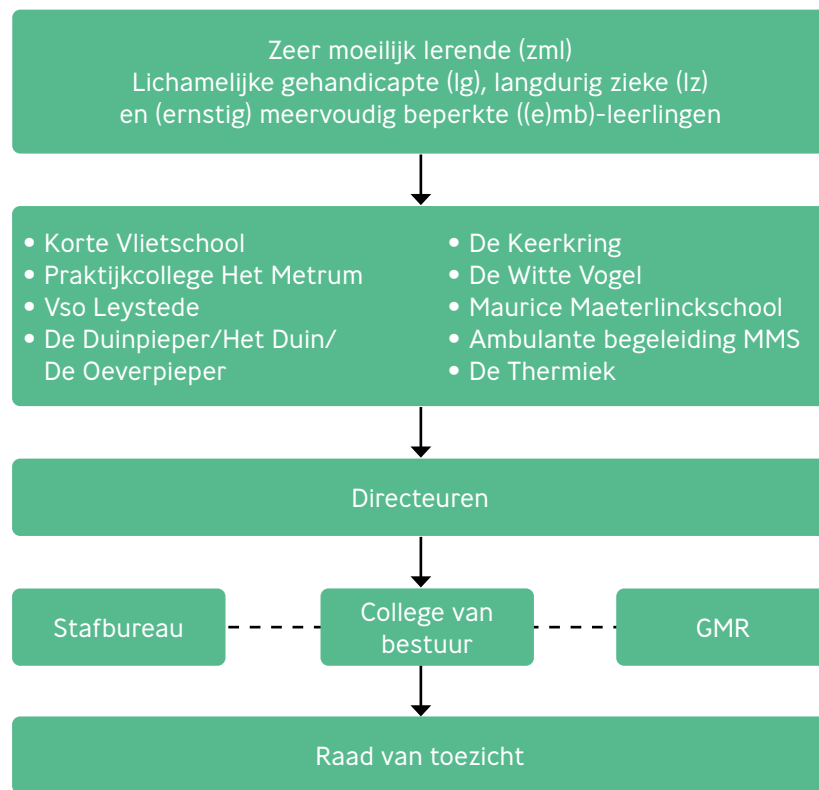 Zeer moeilijk lerende (zml)
Lichamelijke gehandicapte (lg), langdurig zieke (lz)
en (ernstig) meervoudig beperkte ((e)mb)-leerlingen
• Korte Vlietschool
• Praktijkcollege Het Metrum
• Vso Leystede
• De Duinpieper/Het Duin/
De Oeverpieper
• De Keerkring
• De Witte Vogel
• Maurice Maeterlinckschool
• Ambulante begeleiding MMS
• De Thermiek
Directeuren
Stafbureau
College van
bestuur
GMR
Raad van toezicht